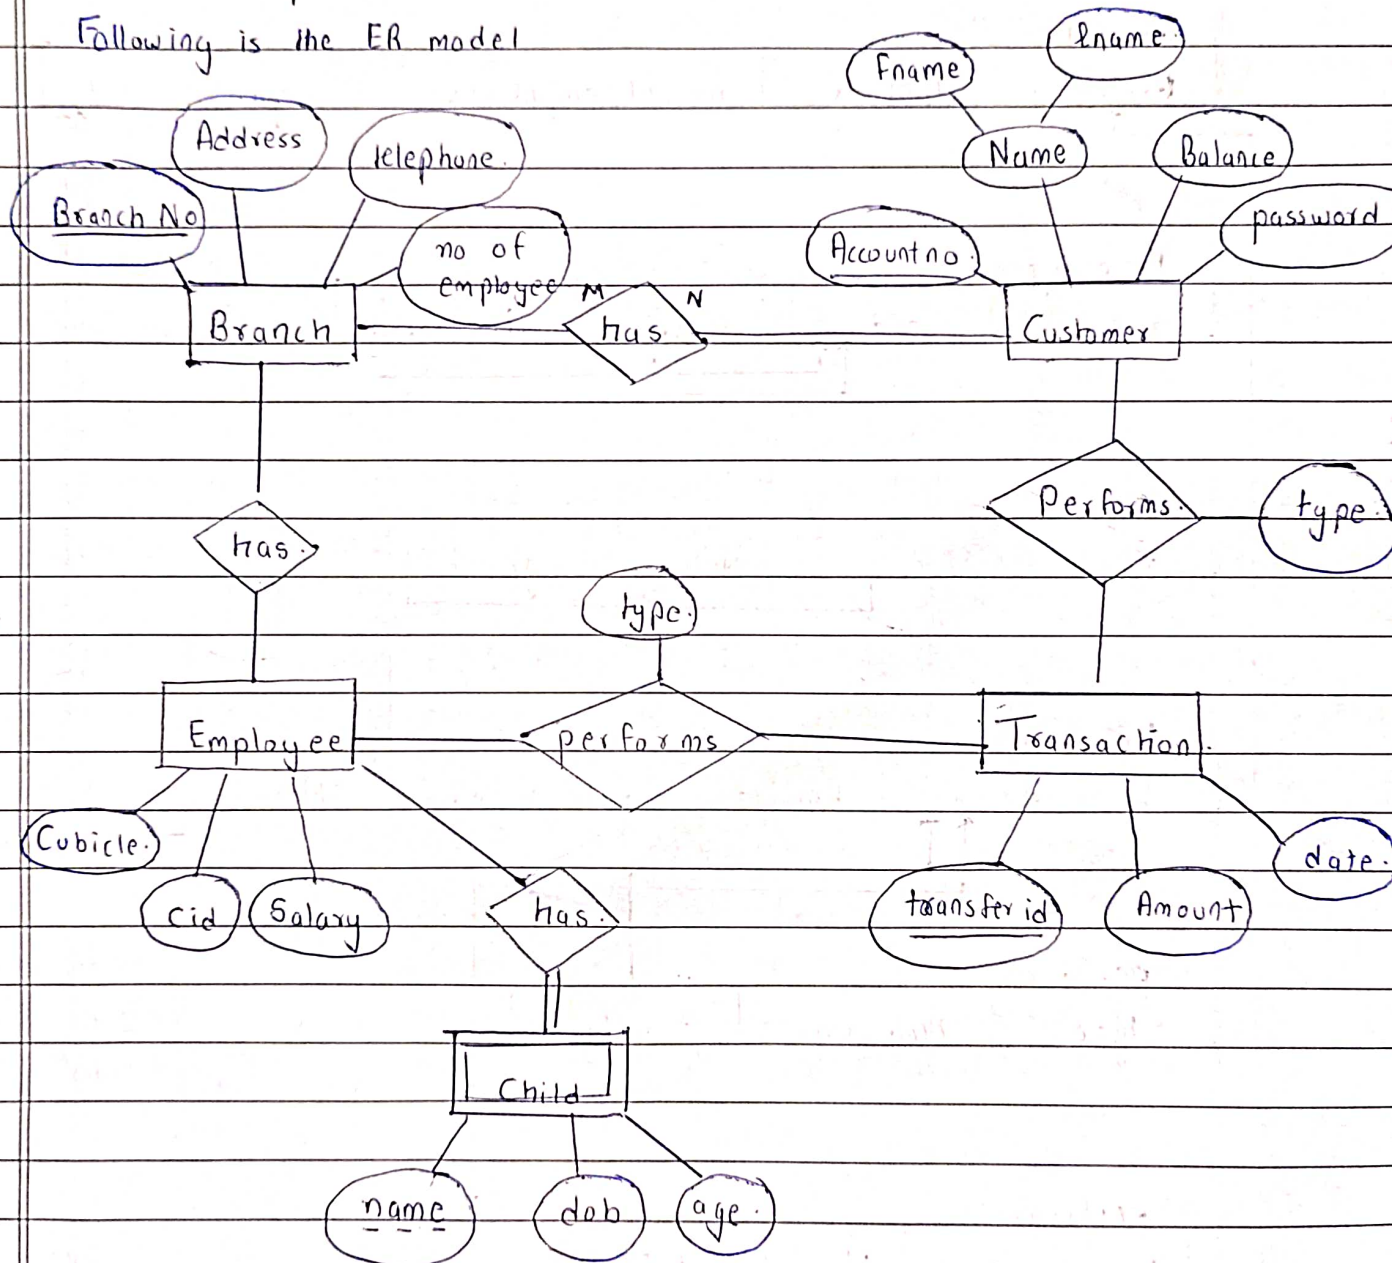 Following is the ER model
Fname
lname
Address
telephone.
Name
Balance
Branch No
no of
employee
Account no.
password
Branch
M
N
has
Customer
has.
Performs.
type.
type.
Employee
performs
Transaction.
Cubicle.
cid
Salary
has.
transfer id
Amount
date.
Child
name
dob
age.